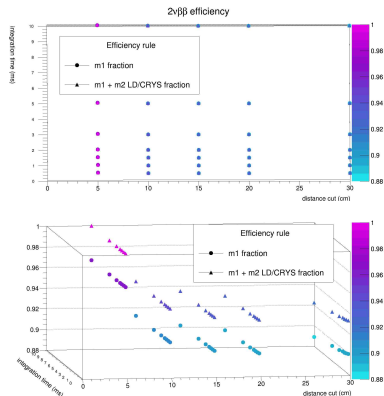 2νββ efficiency
integration time (ms)
10
9
8
7
6
5
4
3
2
1
0
Efficiency rule
m1 fraction
m1 + m2 LD/CRYS fraction
0 5 10 15 20 25 30
distance cut (cm)
1
0.98
0.96
0.94
0.92
0.9
0.88
1
0.98
0.96
0.94
0.92
0.9
0.88
Efficiency rule
m1 fraction
m1 + m2 LD/CRYS fraction
integration time (ms)
0 5 10 15 20 25 30
distance cut (cm)
1
0.98
0.96
0.94
0.92
0.9
0.88